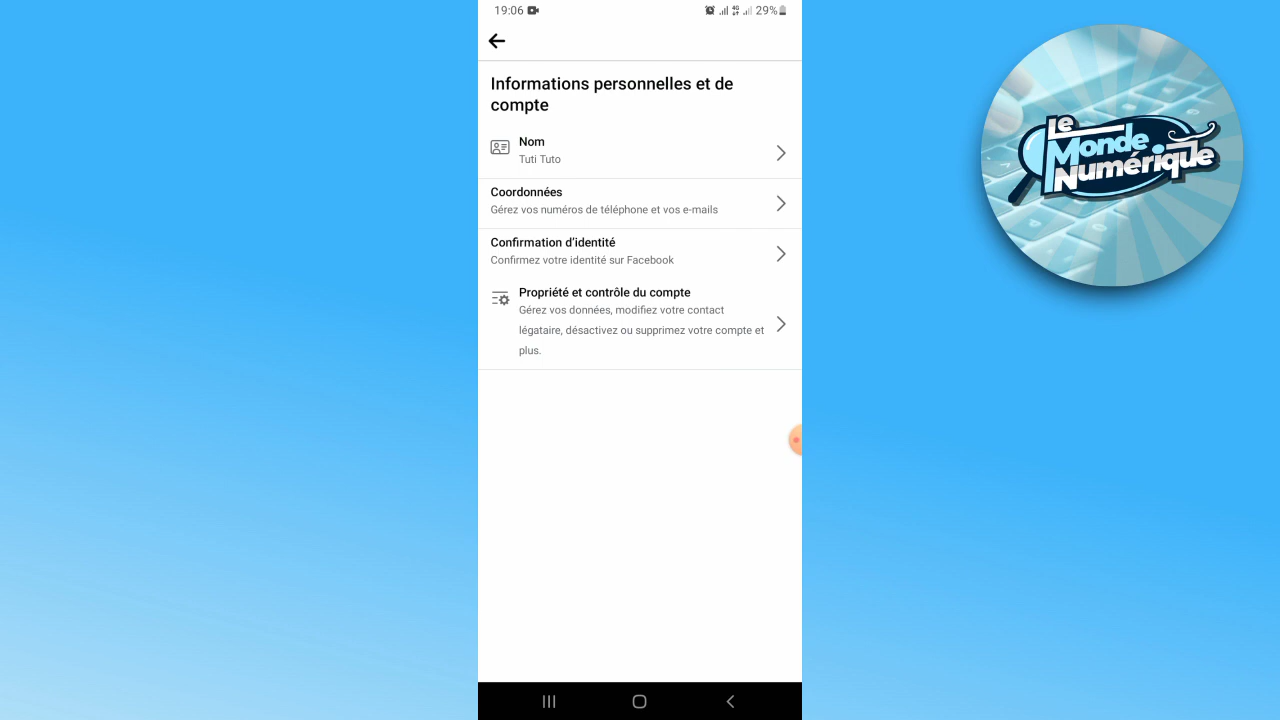 19:06
4G
29%
Informations personnelles et de
compte
Nom
Tuti Tuto
Coordonnées
Gérez vos numéros de téléphone et vos e-mails
Confirmation d'identité
Confirmez votre identité sur Facebook
Propriété et contrôle du compte
Gérez vos données, modifiez votre contact
légataire, désactivez ou supprimez votre compte et
plus.
Le
Monde
Numérique